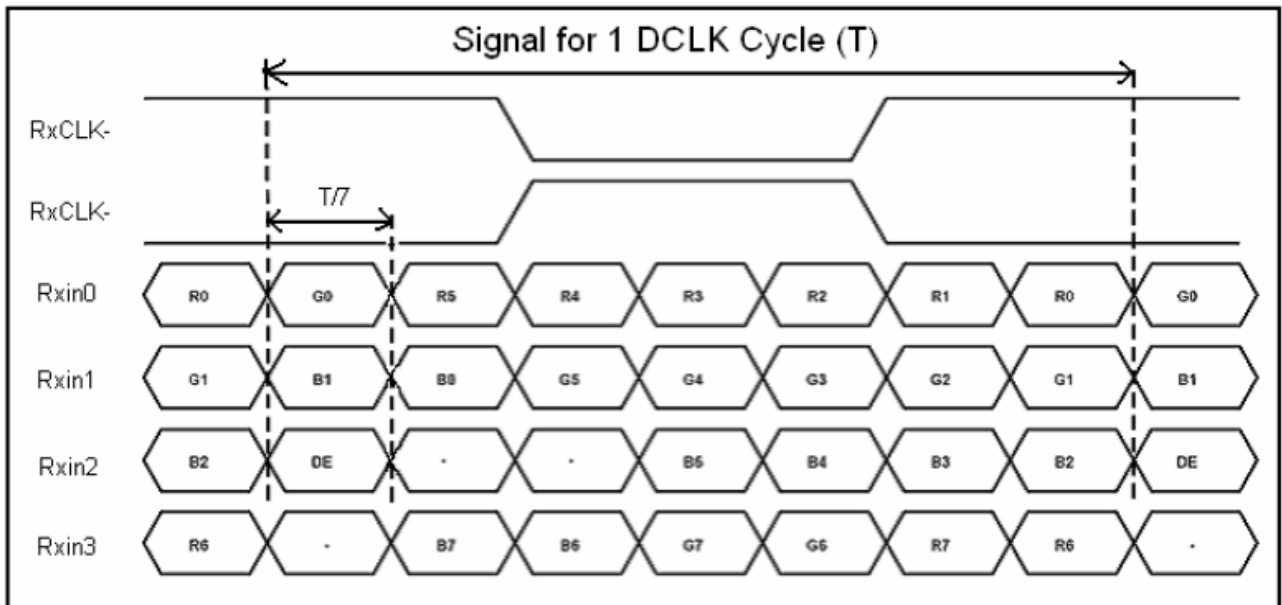 Signal for 1 DCLK Cycle (T)
RxCLK-
T/7
RxCLK-
Rxin0 R0 G0 R5 R4 R3 R2 R1 R0 G0
Rxin1 G1 B1 B0 G5 G4 G3 G2 G1 B1
Rxin2 B2 DE - - B5 B4 B3 B2 DE
Rxin3 R6 - B7 B6 G7 G6 R7 R6 -